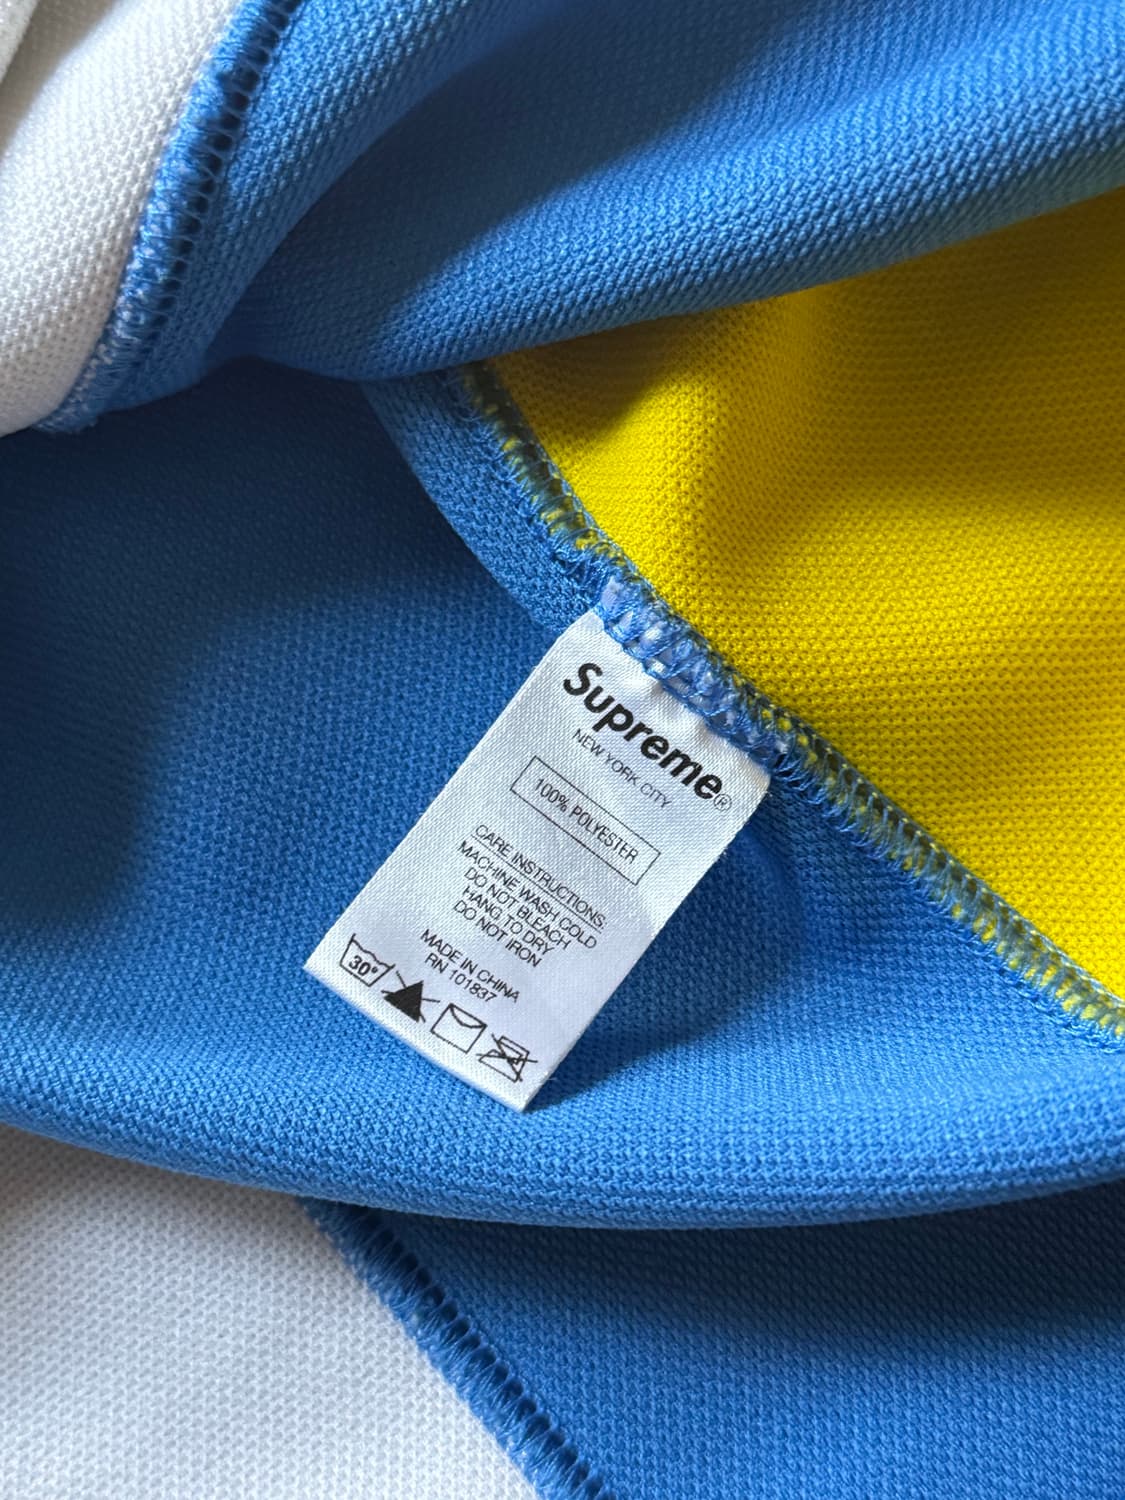 Supreme®
NEW YORK CITY
100% POLYESTER
CARE INSTRUCTIONS:
MACHINE WASH COLD
DO NOT BLEACH
HANG TO DRY
DO NOT IRON
MADE IN CHINA
RN 101837
30°